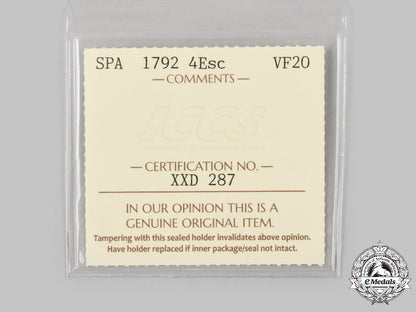 SPA 1792 4Esc VF20
—COMMENTS—
ICCS
—CERTIFICATION NO.—
XXD 287
IN OUR OPINION THIS IS A
GENUINE ORIGINAL ITEM.
Tampering with this sealed holder invalidates above opinion.
Have holder replaced if inner package/seal not intact.
eMedals